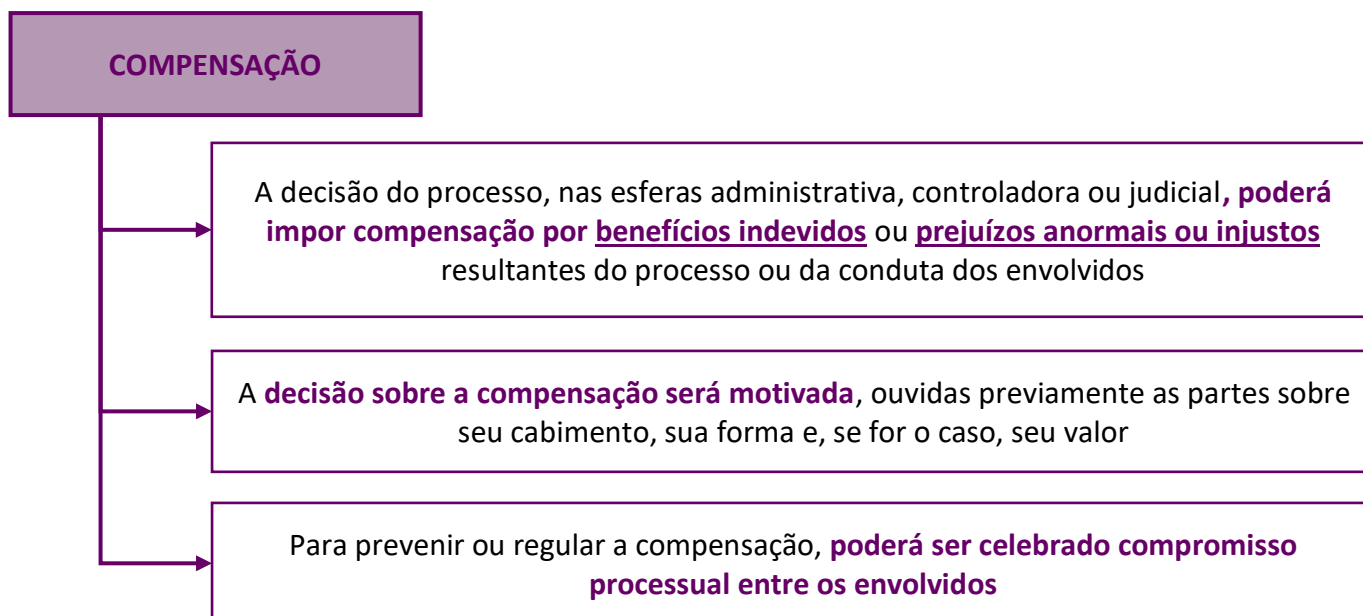 COMPENSAÇÃO
A decisão do processo, nas esferas administrativa, controladora ou judicial, poderá
impor compensação por benefícios indevidos ou prejuízos anormais ou injustos
resultantes do processo ou da conduta dos envolvidos
A decisão sobre a compensação será motivada, ouvidas previamente as partes sobre
seu cabimento, sua forma e, se for o caso, seu valor
Para prevenir ou regular a compensação, poderá ser celebrado compromisso
processual entre os envolvidos